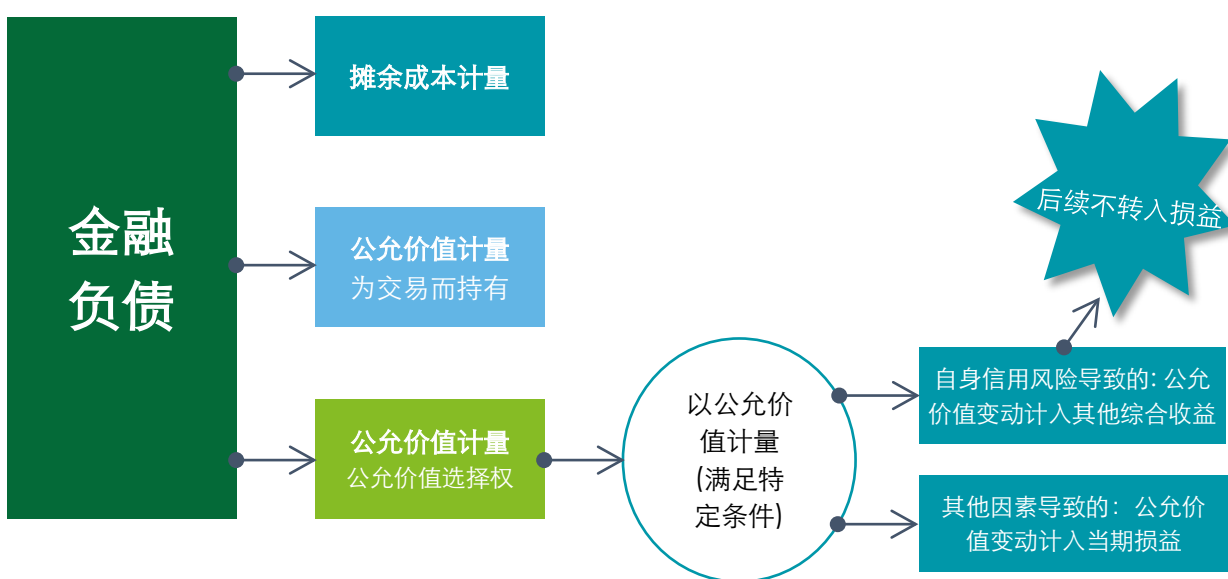 金融
负债
摊余成本计量
公允价值计量
为交易而持有
公允价值计量
公允价值选择权
以公允价
值计量
(满足特
定条件)
自身信用风险导致的: 公允
价值变动计入其他综合收益
后续不转入损益
其他因素导致的：公允价
值变动计入当期损益